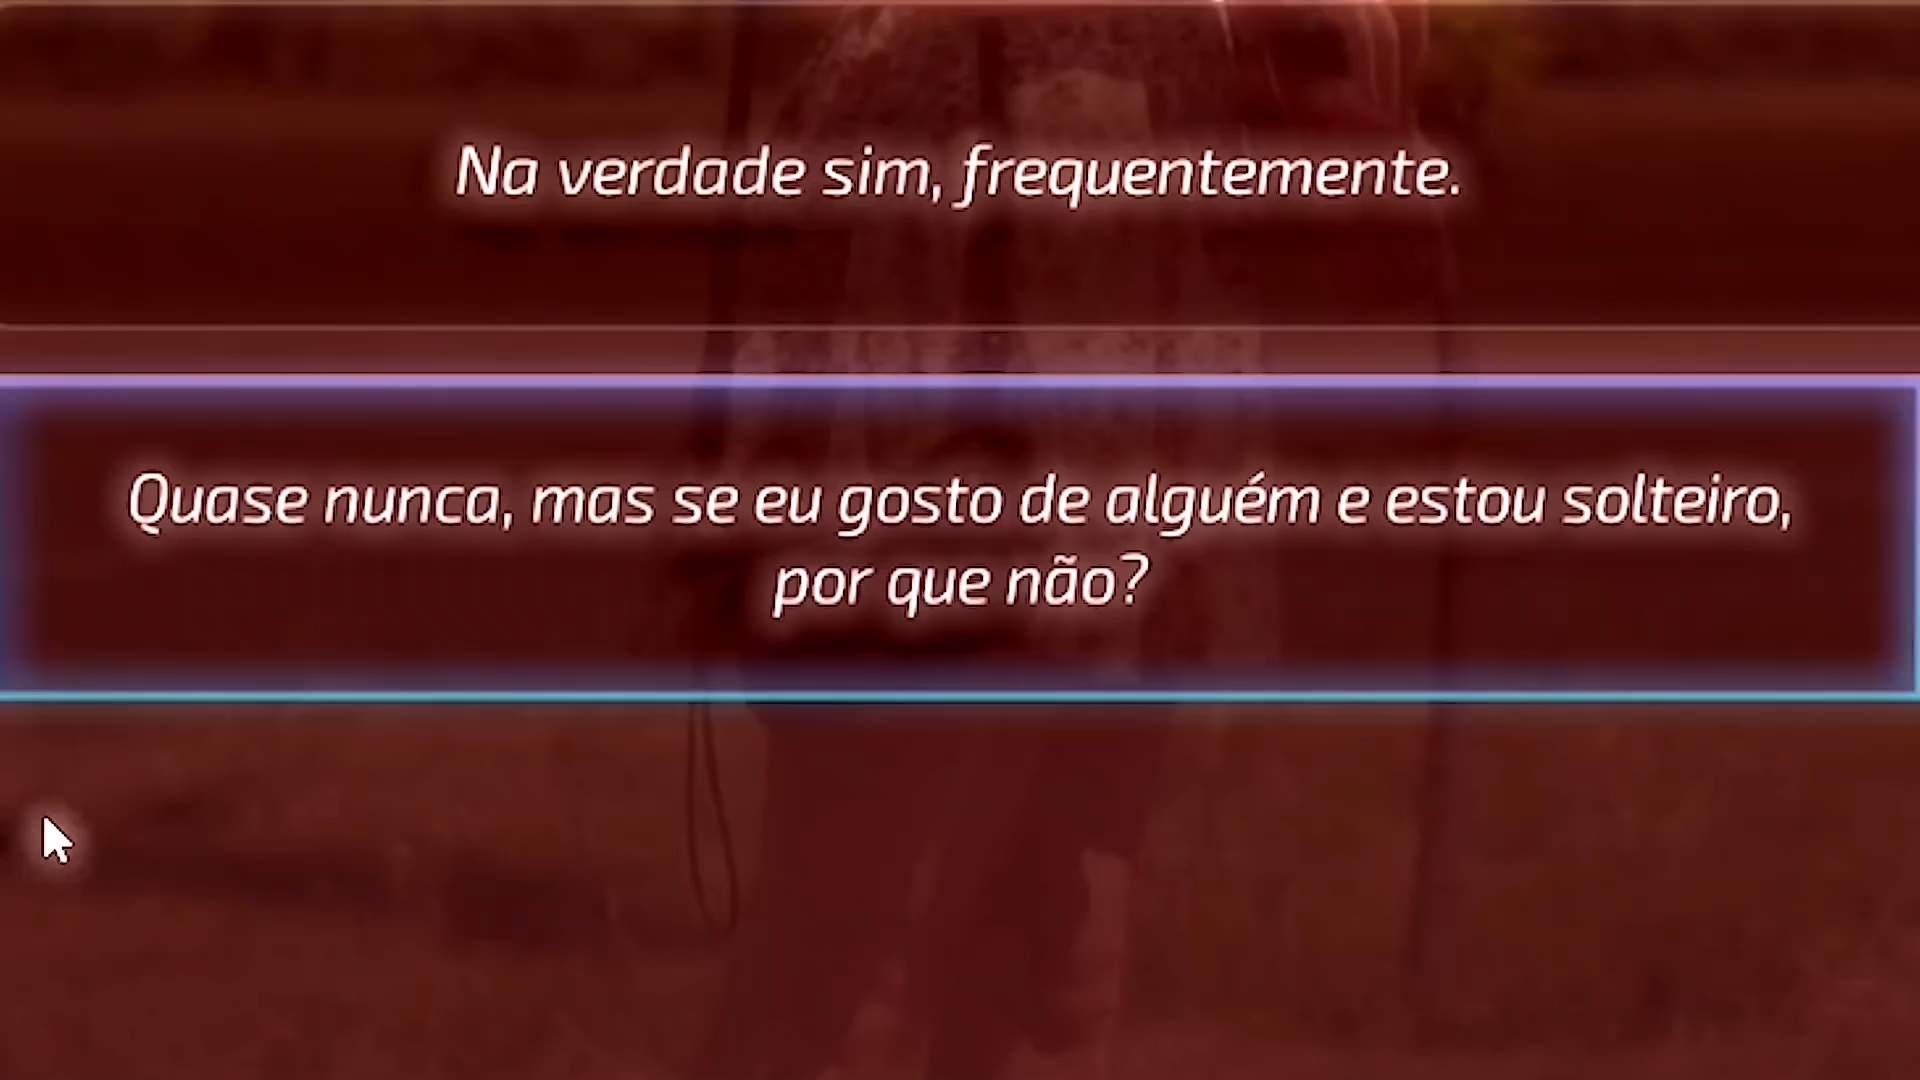 Na verdade sim, frequentemente.
Quase nunca, mas se eu gosto de alguém e estou solteiro,
por que não?